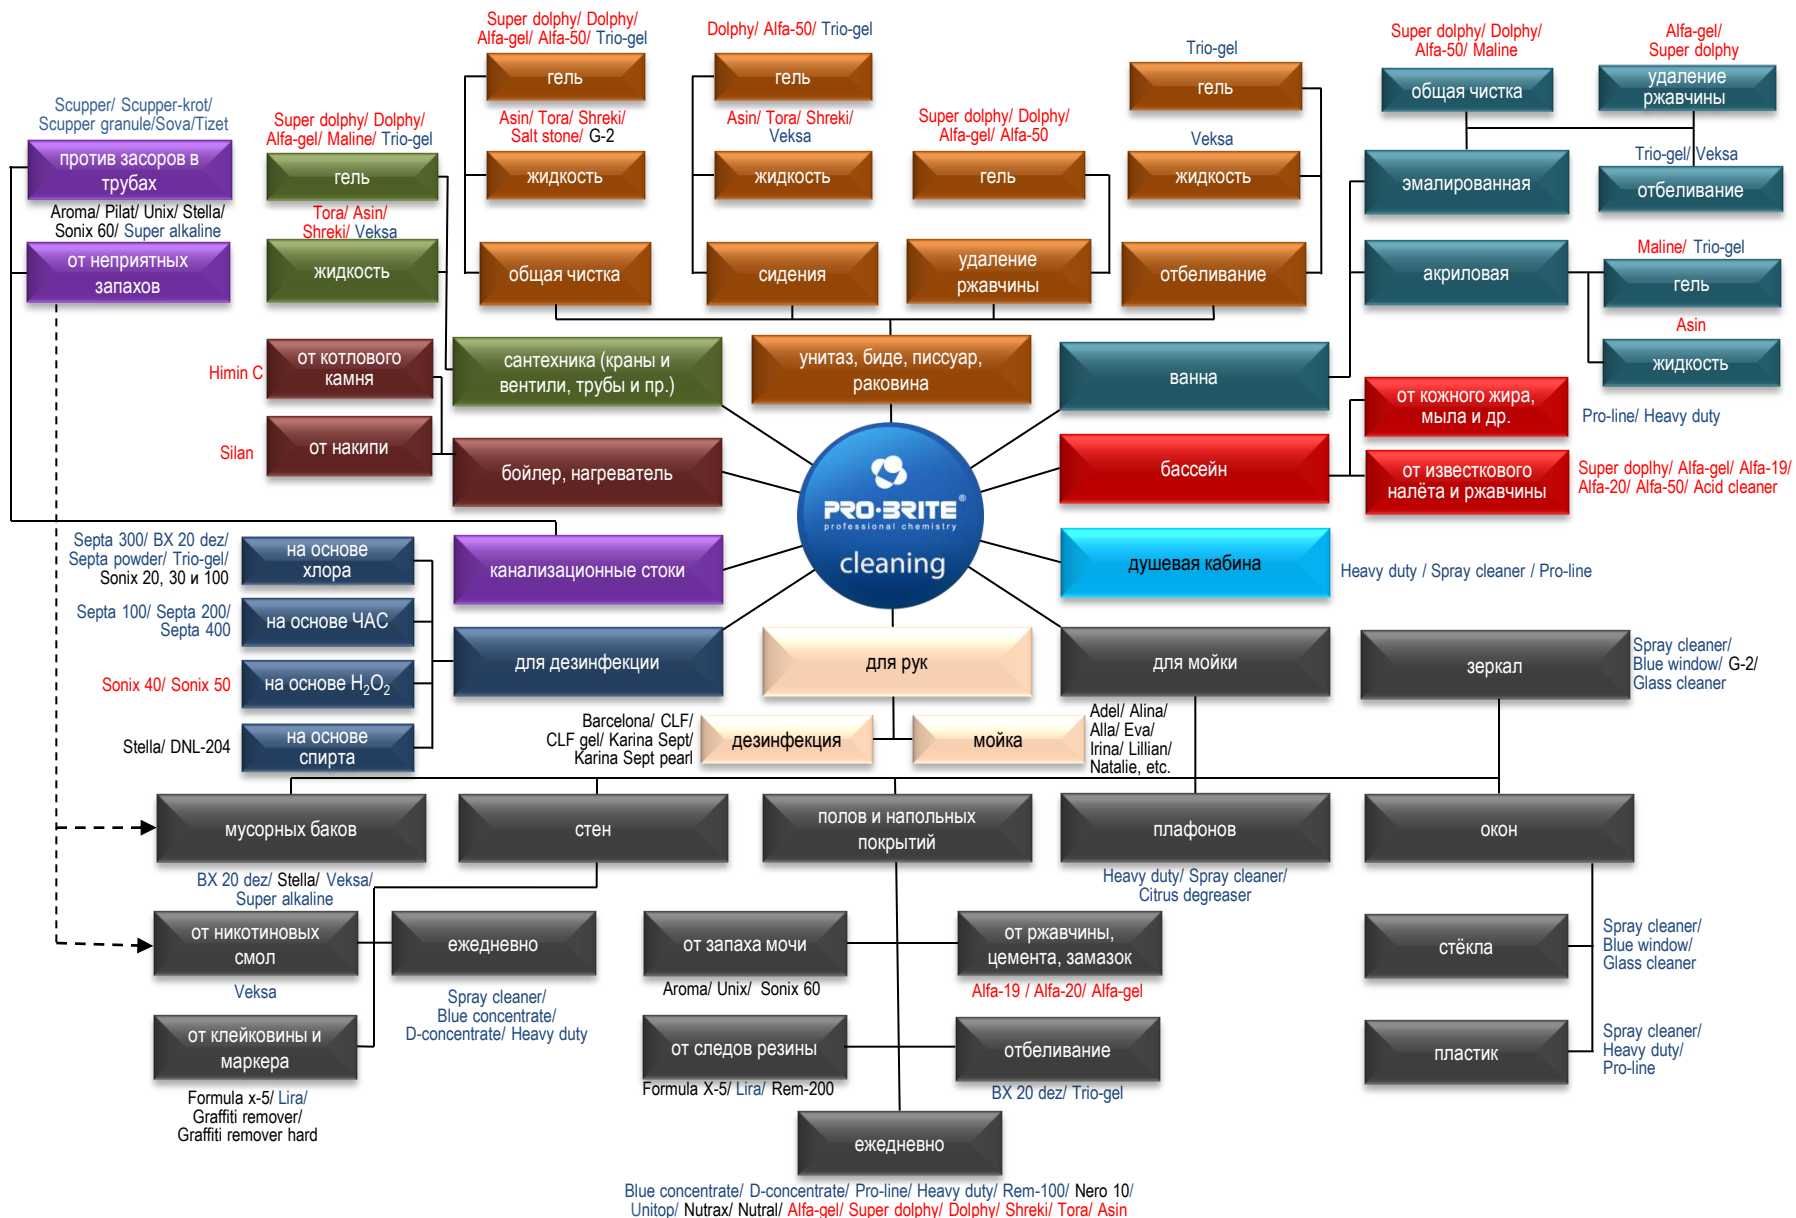 Super dolphy/ Dolphy/
Alfa-gel/ Alfa-50/ Trio-gel
гель
Asin/ Tora/ Shreki/
Salt stone/ G-2
жидкость
общая чистка
Dolphy/ Alfa-50/ Trio-gel
гель
Asin/ Tora/ Shreki/
Veksa
жидкость
сидения
Super dolphy/ Dolphy/
Alfa-gel/ Alfa-50
гель
удаление
ржавчины
Trio-gel
гель
Veksa
жидкость
отбеливание
Super dolphy/ Dolphy/
Alfa-50/ Maline
общая чистка
Alfa-gel/
Super dolphy
удаление
ржавчины
Trio-gel/ Veksa
отбеливание
эмалированная
акриловая
Maline/ Trio-gel
гель
Asin
жидкость
Scupper/ Scupper-krot/
Scupper granule/Sova/Tizet
против засоров в
трубах
Aroma/ Pilat/ Unix/ Stella/
Sonix 60/ Super alkaline
от неприятных
запахов
Super dolphy/ Dolphy/
Alfa-gel/ Maline/ Trio-gel
гель
Tora/ Asin/
Shreki/ Veksa
жидкость
Himin C
от котлового
камня
Silan
от накипи
сантехника (краны и
вентили, трубы и пр.)
унитаз, биде, писсуар,
раковина
ванна
бойлер, нагреватель
бассейн
от кожного жира,
мыла и др.
Pro-line/ Heavy duty
от известкового
налёта и ржавчины
Super doplhy/ Alfa-gel/ Alfa-19/
Alfa-20/ Alfa-50/ Acid cleaner
PRO·BRITE®
professional chemistry
cleaning
канализационные стоки
душевая кабина
Heavy duty / Spray cleaner / Pro-line
Septa 300/ BX 20 dez/
Septa powder/ Trio-gel/
Sonix 20, 30 и 100
на основе
хлора
Septa 100/ Septa 200/
Septa 400
на основе ЧАС
Sonix 40/ Sonix 50
на основе H₂O₂
Stella/ DNL-204
на основе
спирта
для дезинфекции
для рук
для мойки
зеркал
Spray cleaner/
Blue window/ G-2/
Glass cleaner
Barcelona/ CLF/
CLF gel/ Karina Sept/
Karina Sept pearl
дезинфекция
мойка
Adel/ Alina/
Alla/ Eva/
Irina/ Lillian/
Natalie, etc.
мусорных баков
BX 20 dez/ Stella/ Veksa/
Super alkaline
стен
полов и напольных
покрытий
плафонов
Heavy duty/ Spray cleaner/
Citrus degreaser
окон
от никотиновых
смол
Veksa
ежедневно
Spray cleaner/
Blue concentrate/
D-concentrate/ Heavy duty
от клейковины и
маркера
Formula x-5/ Lira/
Graffiti remover/
Graffiti remover hard
от запаха мочи
Aroma/ Unix/ Sonix 60
от ржавчины,
цемента, замазок
Alfa-19 / Alfa-20/ Alfa-gel
от следов резины
Formula X-5/ Lira/ Rem-200
отбеливание
BX 20 dez/ Trio-gel
ежедневно
Blue concentrate/ D-concentrate/ Pro-line/ Heavy duty/ Rem-100/ Nero 10/
Unitop/ Nutrax/ Nutral/ Alfa-gel/ Super dolphy/ Dolphy/ Shreki/ Tora/ Asin
стёкла
Spray cleaner/
Blue window/
Glass cleaner
пластик
Spray cleaner/
Heavy duty/
Pro-line